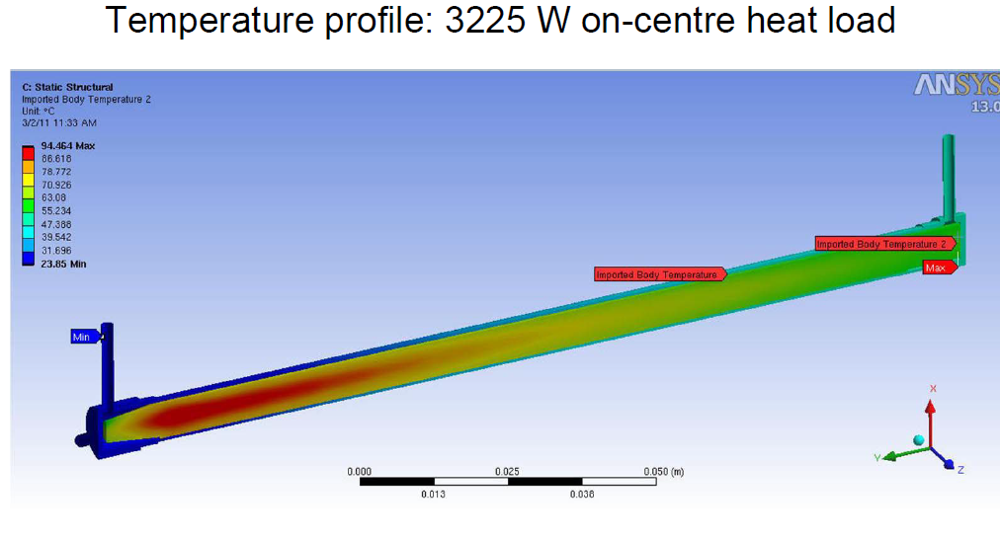 Temperature profile: 3225 W on-centre heat load
C: Static Structural
Imported Body Temperature 2
Unit: °C
3/2/11 11:33 AM
94.464 Max
86.618
78.772
70.926
63.08
55.234
47.388
39.542
31.696
23.85 Min
ANSYS
13.0
Imported Body Temperature 2
Max
Imported Body Temperature
Min
X
Y
Z
0.000 0.025 0.050 (m)
0.013 0.038